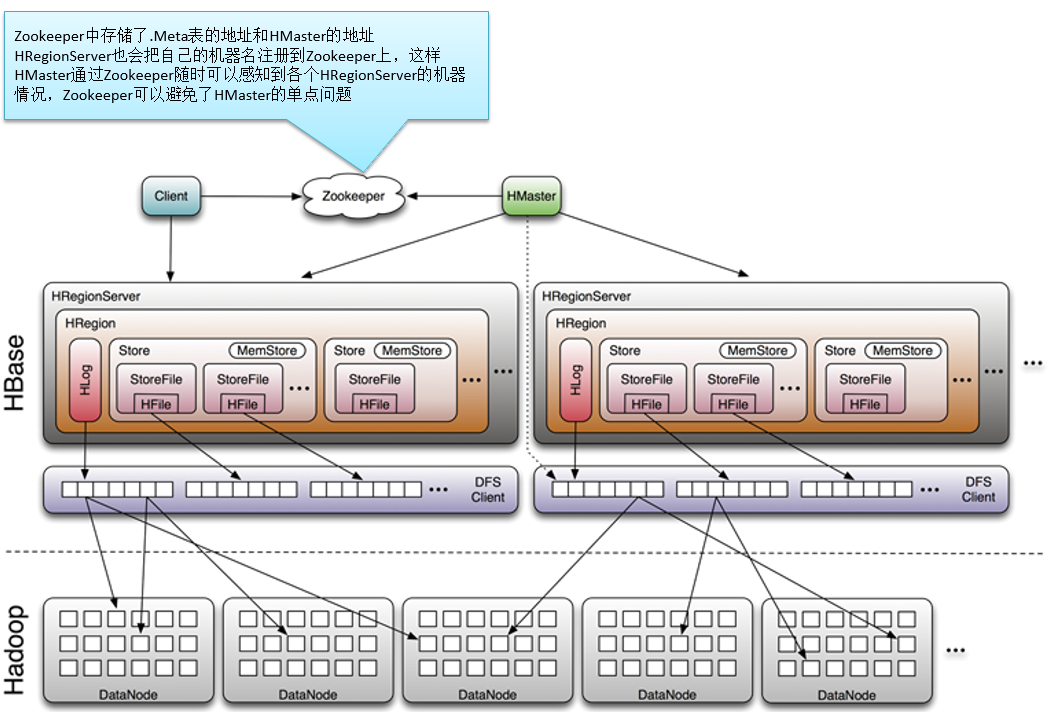 Zookeeper中存储了.Meta表的地址和HMaster的地址
HRegionServer也会把自己的机器名注册到Zookeeper上，这样
HMaster通过Zookeeper随时可以感知到各个HRegionServer的机器
情况，Zookeeper可以避免了HMaster的单点问题
Client
Zookeeper
HMaster
HBase
HRegionServer
HRegion
HLog
Store
MemStore
StoreFile
HFile
StoreFile
HFile
...
Store
MemStore
StoreFile
HFile
...
...
HRegionServer
HRegion
HLog
Store
MemStore
StoreFile
HFile
StoreFile
HFile
...
Store
MemStore
StoreFile
HFile
...
...
...
...
DFS
Client
...
DFS
Client
Hadoop
DataNode
DataNode
DataNode
DataNode
DataNode
...